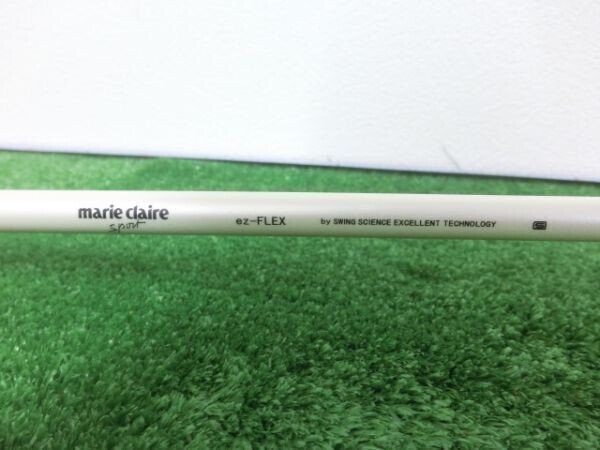 marie claire
sport
ez-FLEX
by SWING SCIENCE EXCELLENT TECHNOLOGY